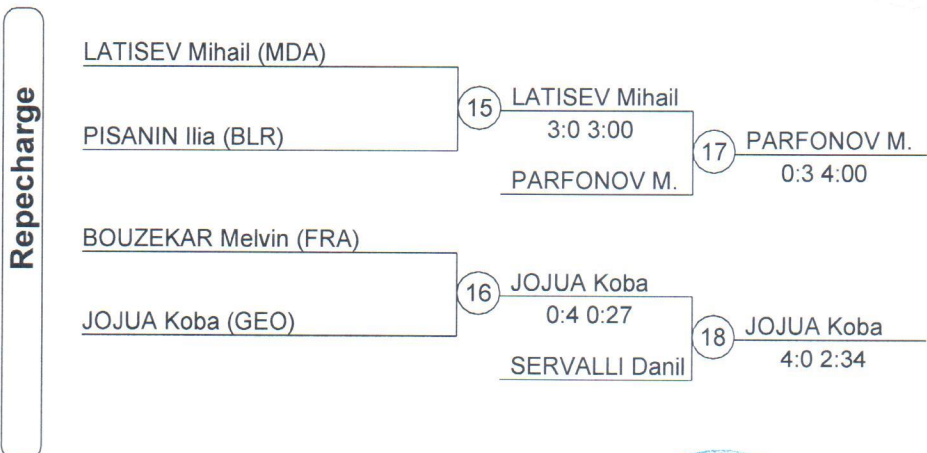 Repecharge
LATISEV Mihail (MDA)
PISANIN Ilia (BLR)
15
LATISEV Mihail
3:0 3:00
PARFONOV M.
17
PARFONOV M.
0:3 4:00
BOUZEKAR Melvin (FRA)
JOJUA Koba (GEO)
16
JOJUA Koba
0:4 0:27
SERVALLI Danil
18
JOJUA Koba
4:0 2:34